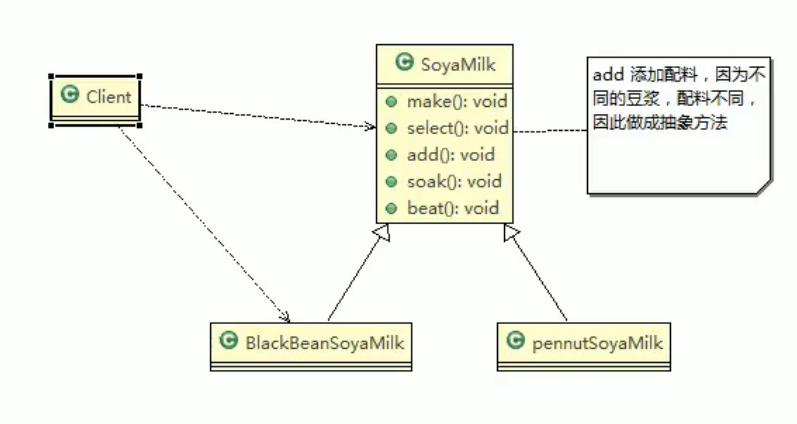 Client
SoyaMilk
make(): void
select(): void
add(): void
soak(): void
beat(): void
add 添加配料，因为不
同的豆浆，配料不同，
因此做成抽象方法
BlackBeanSoyaMilk
pennutSoyaMilk